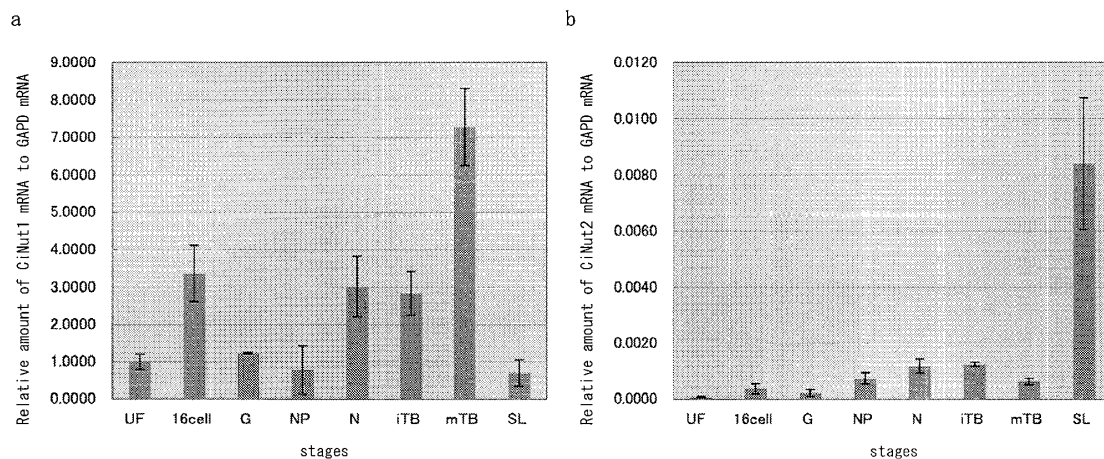 a
Relative amount of CiNut1 mRNA to GAPD mRNA
9.0000
8.0000
7.0000
6.0000
5.0000
4.0000
3.0000
2.0000
1.0000
0.0000
UF 16cell G NP N iTB mTB SL
stages
b
Relative amount of CiNut2 mRNA to GAPD mRNA
0.0120
0.0100
0.0080
0.0060
0.0040
0.0020
0.0000
UF 16cell G NP N iTB mTB SL
stages